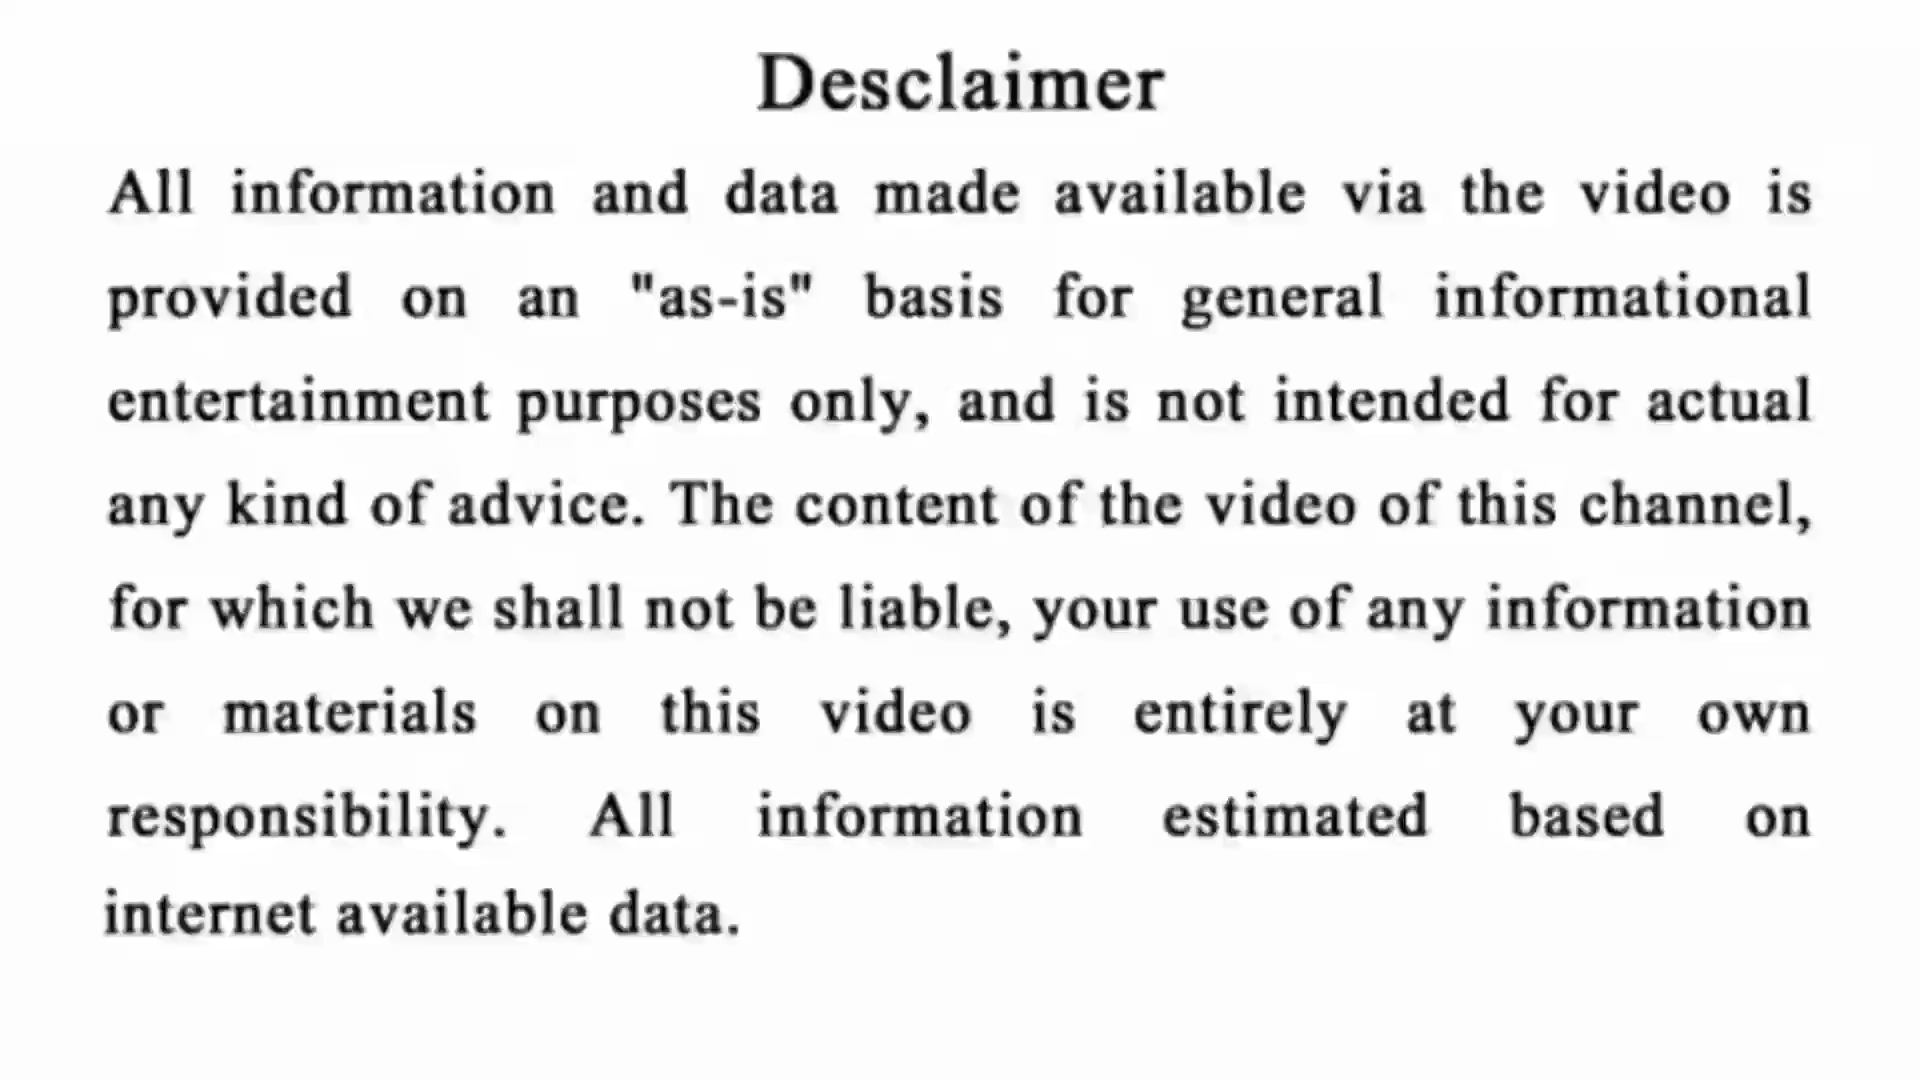 Desclaimer
All information and data made available via the video is
provided on an "as-is" basis for general informational
entertainment purposes only, and is not intended for actual
any kind of advice. The content of the video of this channel,
for which we shall not be liable, your use of any information
or materials on this video is entirely at your own
responsibility. All information estimated based on
internet available data.